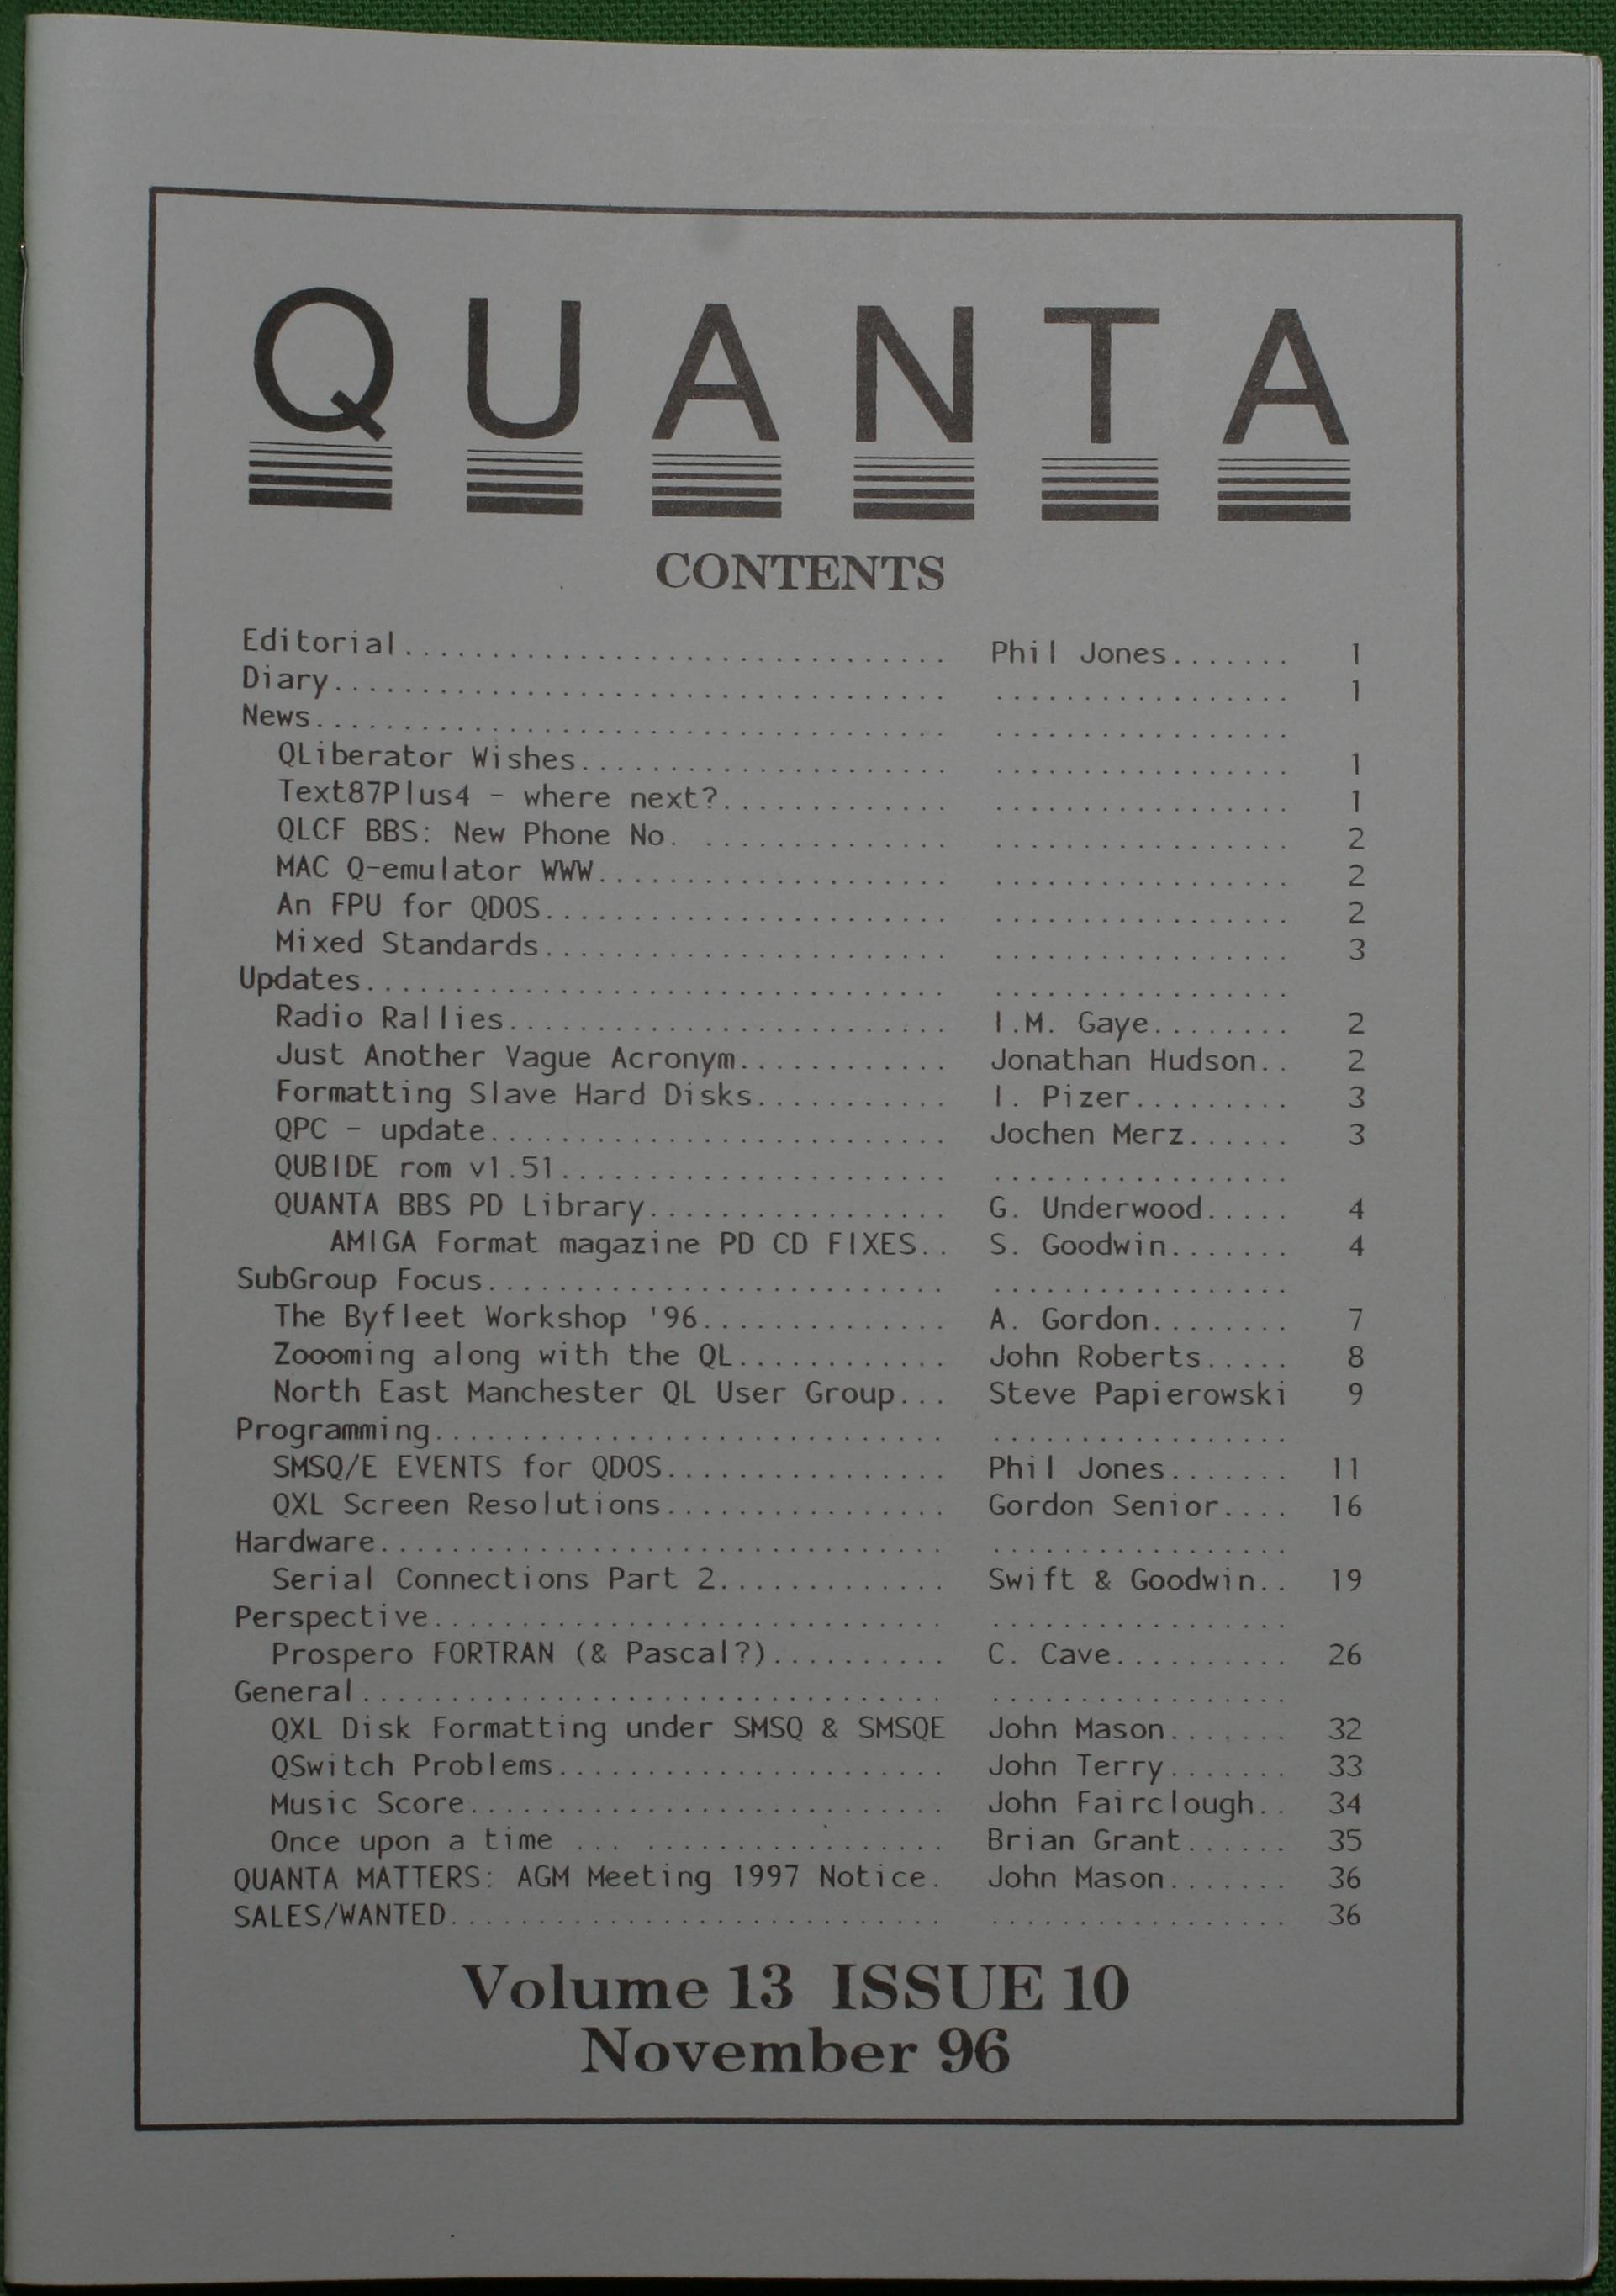 QUANTA
CONTENTS
Editorial............................... Phil Jones....... 1
Diary................................... ................. 1
News.................................... .................
QLiberator Wishes..................... ................. 1
Text87Plus4 - where next?............. ................. 1
QLCF BBS: New Phone No. .............. ................. 2
MAC Q-emulator WWW.................... ................. 2
An FPU for QDOS....................... ................. 2
Mixed Standards....................... ................. 3
Updates................................. .................
Radio Rallies......................... I.M. Gaye........ 2
Just Another Vague Acronym............ Jonathan Hudson.. 2
Formatting Slave Hard Disks........... I. Pizer......... 3
QPC - update.......................... Jochen Merz...... 3
QUBIDE rom v1.51...................... .................
QUANTA BBS PD Library................. G. Underwood..... 4
AMIGA Format magazine PD CD FIXES.. S. Goodwin....... 4
SubGroup Focus.......................... .................
The Byfleet Workshop '96.............. A. Gordon........ 7
Zoooming along with the QL............ John Roberts..... 8
North East Manchester QL User Group... Steve Papierowski 9
Programming............................. .................
SMSQ/E EVENTS for QDOS................ Phil Jones....... 11
QXL Screen Resolutions................ Gordon Senior.... 16
Hardware................................ .................
Serial Connections Part 2............. Swift & Goodwin.. 19
Perspective............................. .................
Prospero FORTRAN (& Pascal?).......... C. Cave.......... 26
General................................. .................
QXL Disk Formatting under SMSQ & SMSQE John Mason....... 32
QSwitch Problems...................... John Terry....... 33
Music Score........................... John Fairclough.. 34
Once upon a time ... ................. Brian Grant...... 35
QUANTA MATTERS: AGM Meeting 1997 Notice. John Mason....... 36
SALES/WANTED............................ ................. 36
Volume 13 ISSUE 10
November 96